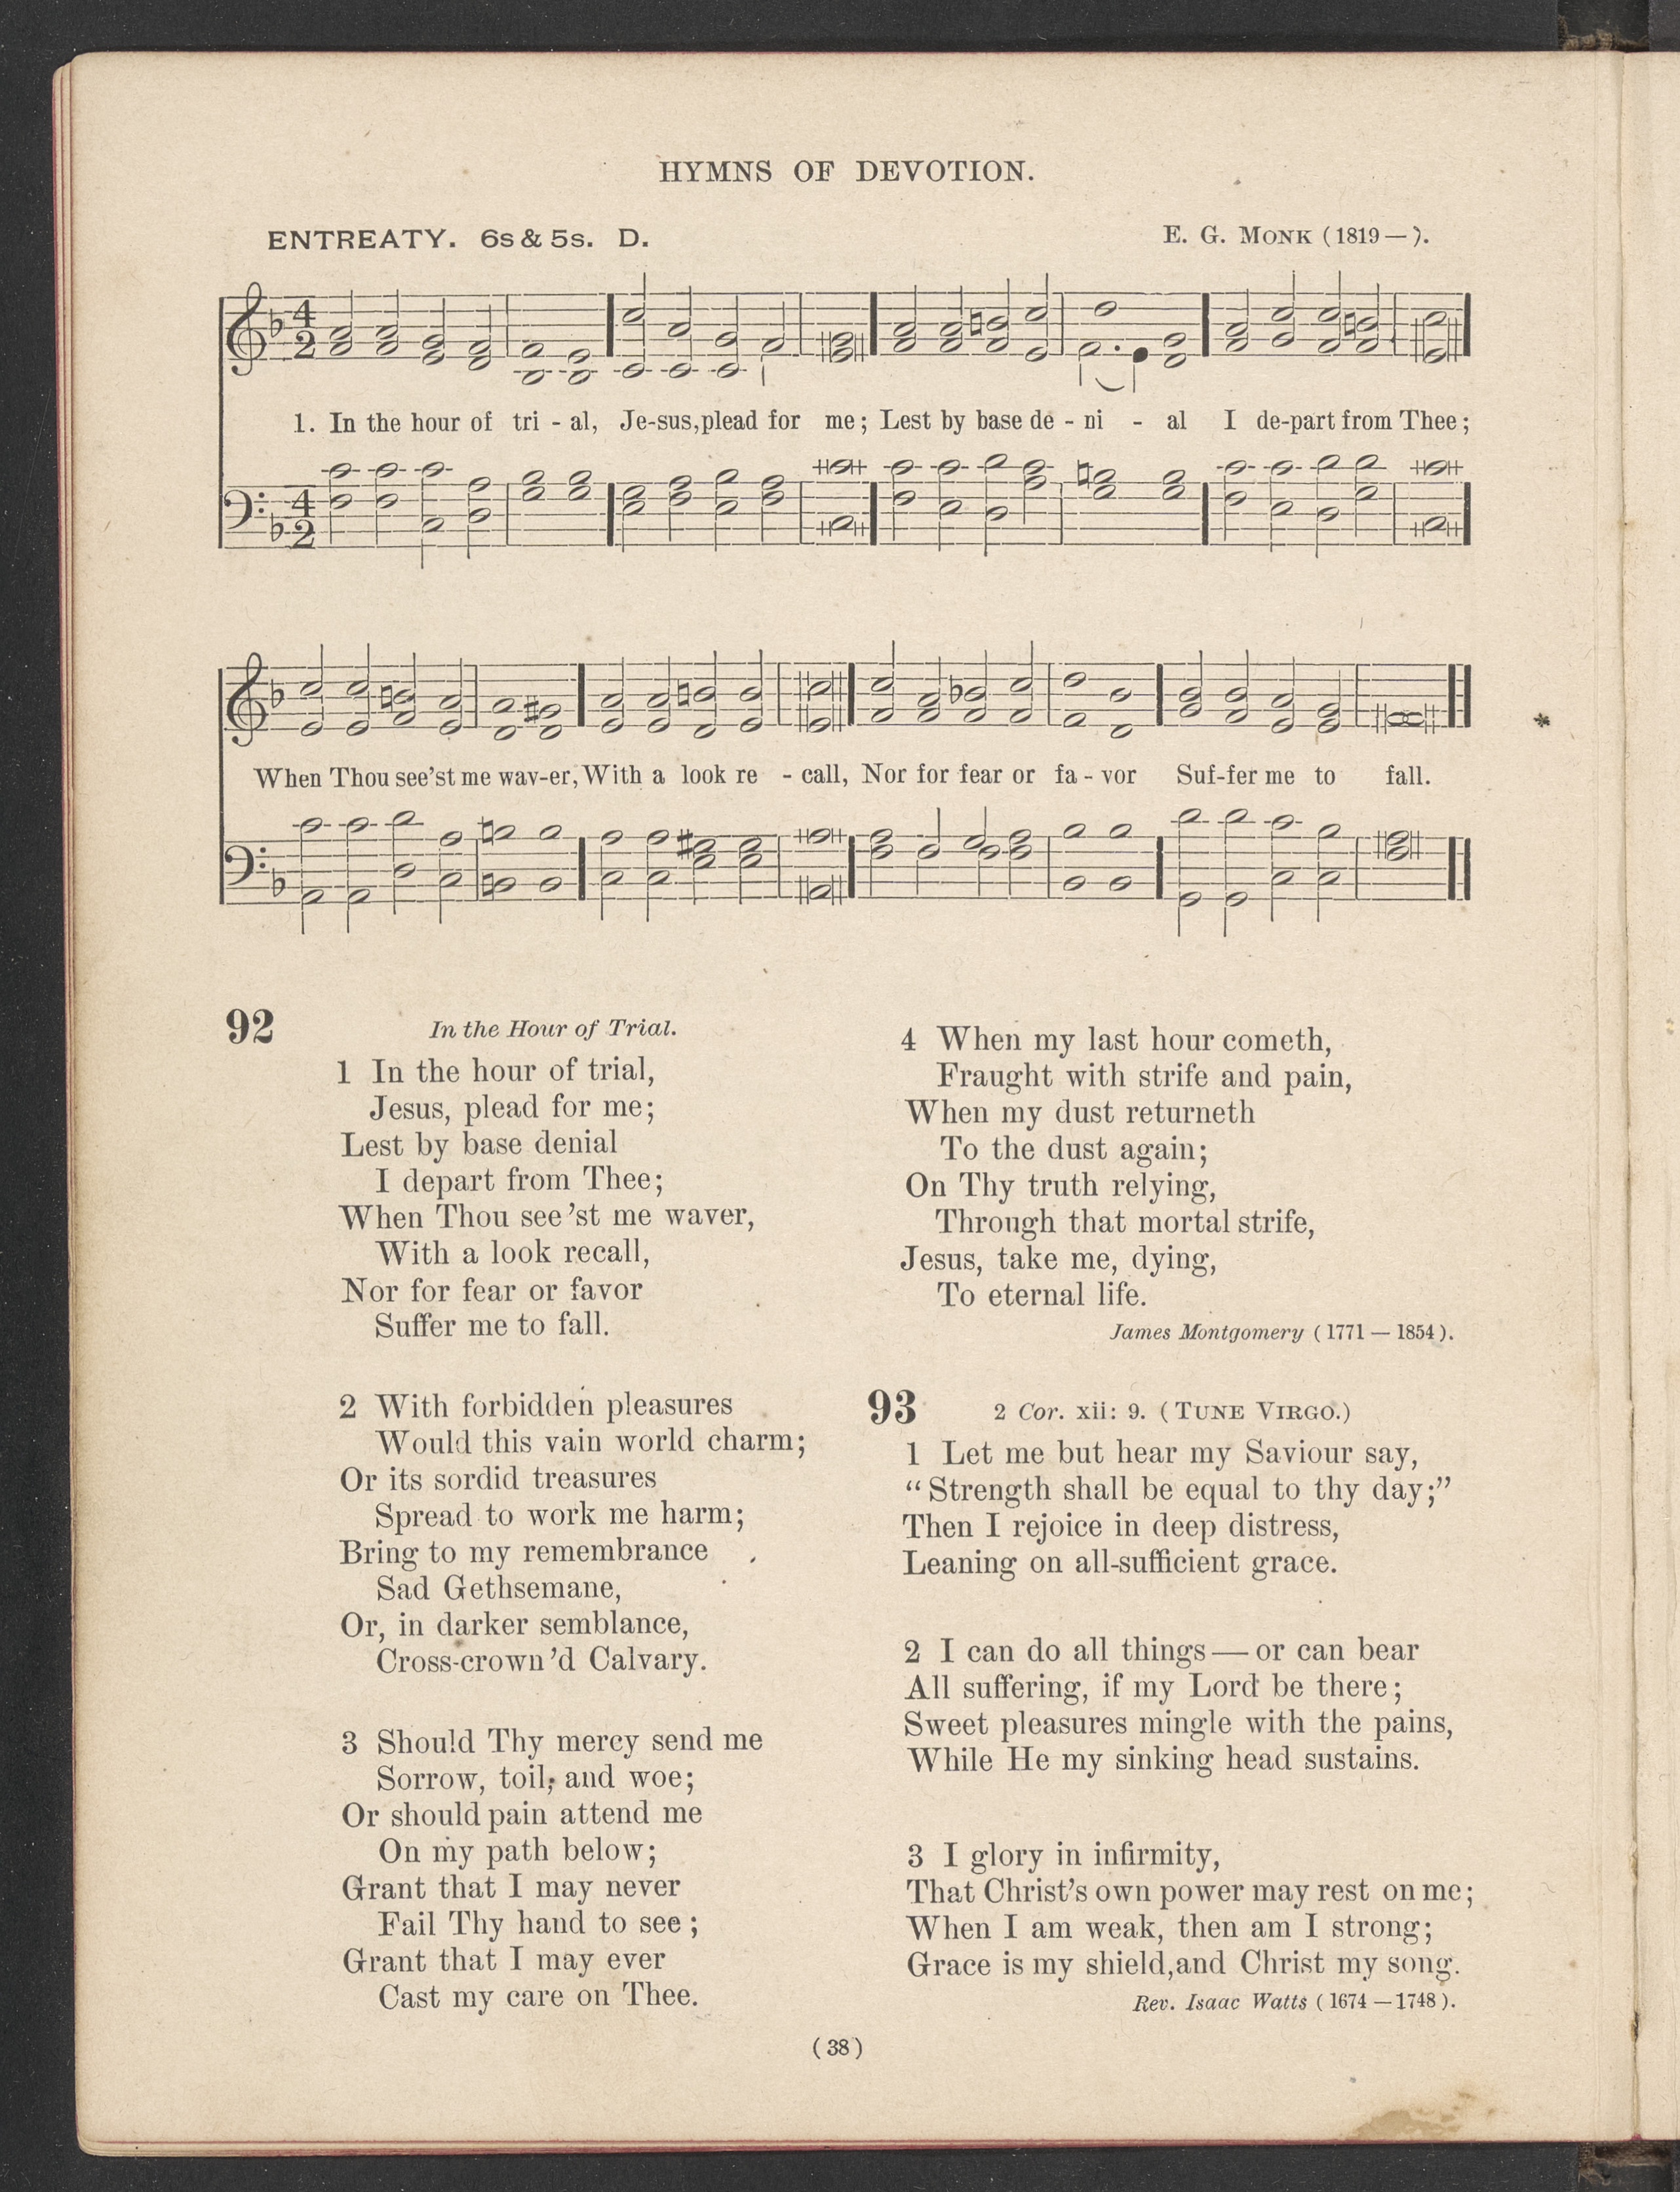 HYMNS OF DEVOTION.
ENTREATY. 6s & 5s. D. E. G. MONK (1819 — ).
1. In the hour of tri - al, Je-sus, plead for me; Lest by base de - ni - al I de-part from Thee;
When Thou see'st me wav-er, With a look re - call, Nor for fear or fa - vor Suf-fer me to fall.
92 In the Hour of Trial.
1 In the hour of trial,
Jesus, plead for me;
Lest by base denial
I depart from Thee;
When Thou see'st me waver,
With a look recall,
Nor for fear or favor
Suffer me to fall.
2 With forbidden pleasures
Would this vain world charm;
Or its sordid treasures
Spread to work me harm;
Bring to my remembrance
Sad Gethsemane,
Or, in darker semblance,
Cross-crown'd Calvary.
3 Should Thy mercy send me
Sorrow, toil, and woe;
Or should pain attend me
On my path below;
Grant that I may never
Fail Thy hand to see;
Grant that I may ever
Cast my care on Thee.
4 When my last hour cometh,
Fraught with strife and pain,
When my dust returneth
To the dust again;
On Thy truth relying,
Through that mortal strife,
Jesus, take me, dying,
To eternal life.
James Montgomery (1771 — 1854).
93 2 Cor. xii: 9. (TUNE VIRGO.)
1 Let me but hear my Saviour say,
"Strength shall be equal to thy day;"
Then I rejoice in deep distress,
Leaning on all-sufficient grace.
2 I can do all things — or can bear
All suffering, if my Lord be there;
Sweet pleasures mingle with the pains,
While He my sinking head sustains.
3 I glory in infirmity,
That Christ's own power may rest on me;
When I am weak, then am I strong;
Grace is my shield, and Christ my song.
Rev. Isaac Watts (1674 — 1748).
(38)